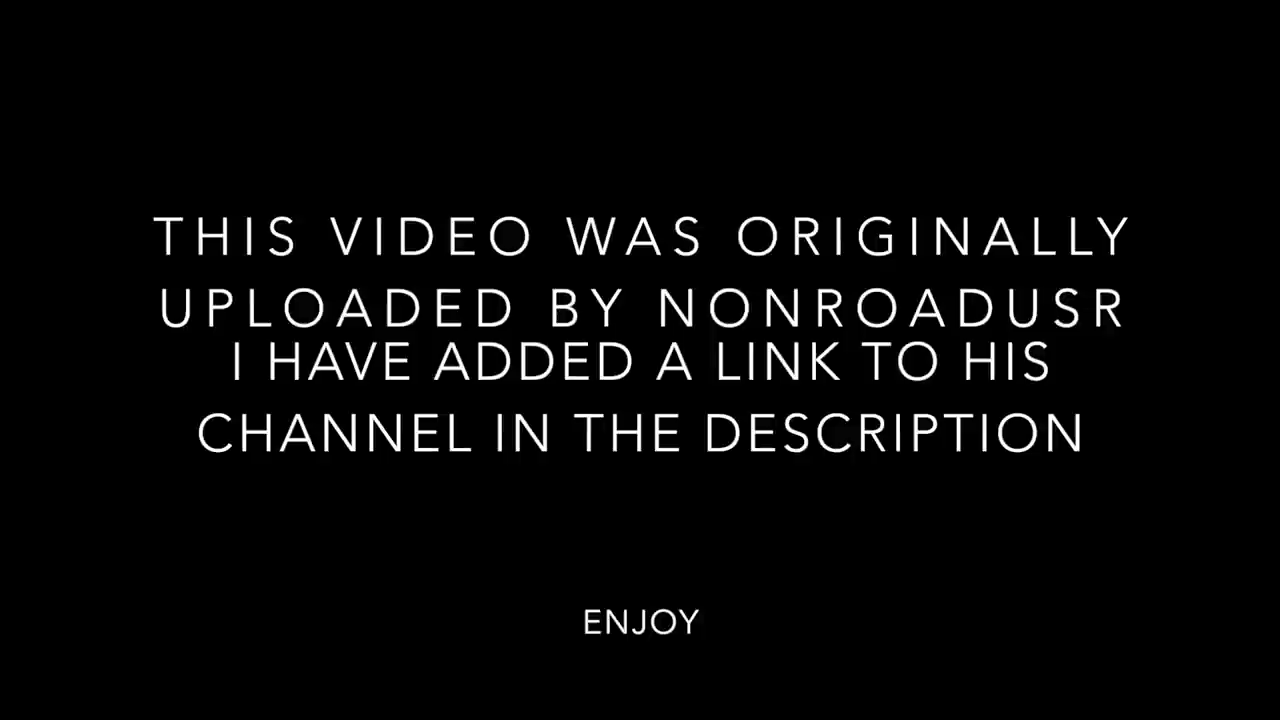 THIS VIDEO WAS ORIGINALLY
UPLOADED BY NONROADUSR
I HAVE ADDED A LINK TO HIS
CHANNEL IN THE DESCRIPTION
ENJOY